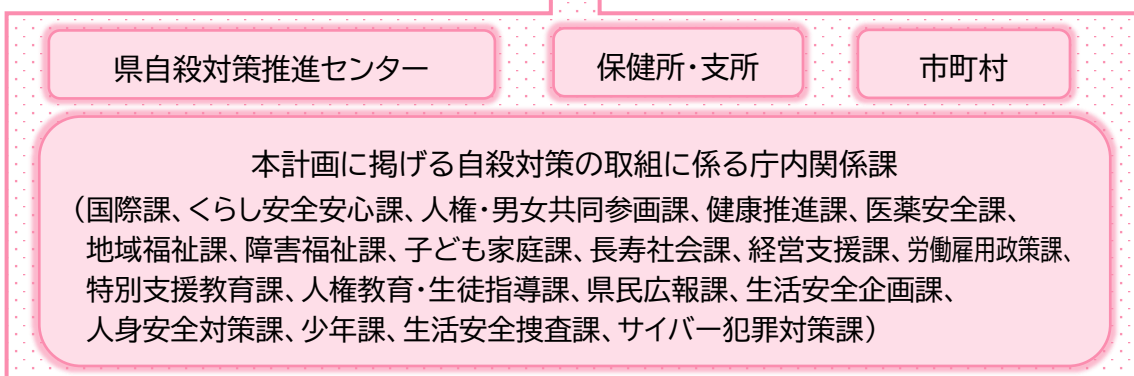 県自殺対策推進センター
保健所・支所
市町村
本計画に掲げる自殺対策の取組に係る庁内関係課
（国際課、くらし安全安心課、人権・男女共同参画課、健康推進課、医薬安全課、
地域福祉課、障害福祉課、子ども家庭課、長寿社会課、経営支援課、労働雇用政策課、
特別支援教育課、人権教育・生徒指導課、県民広報課、生活安全企画課、
人身安全対策課、少年課、生活安全捜査課、サイバー犯罪対策課）